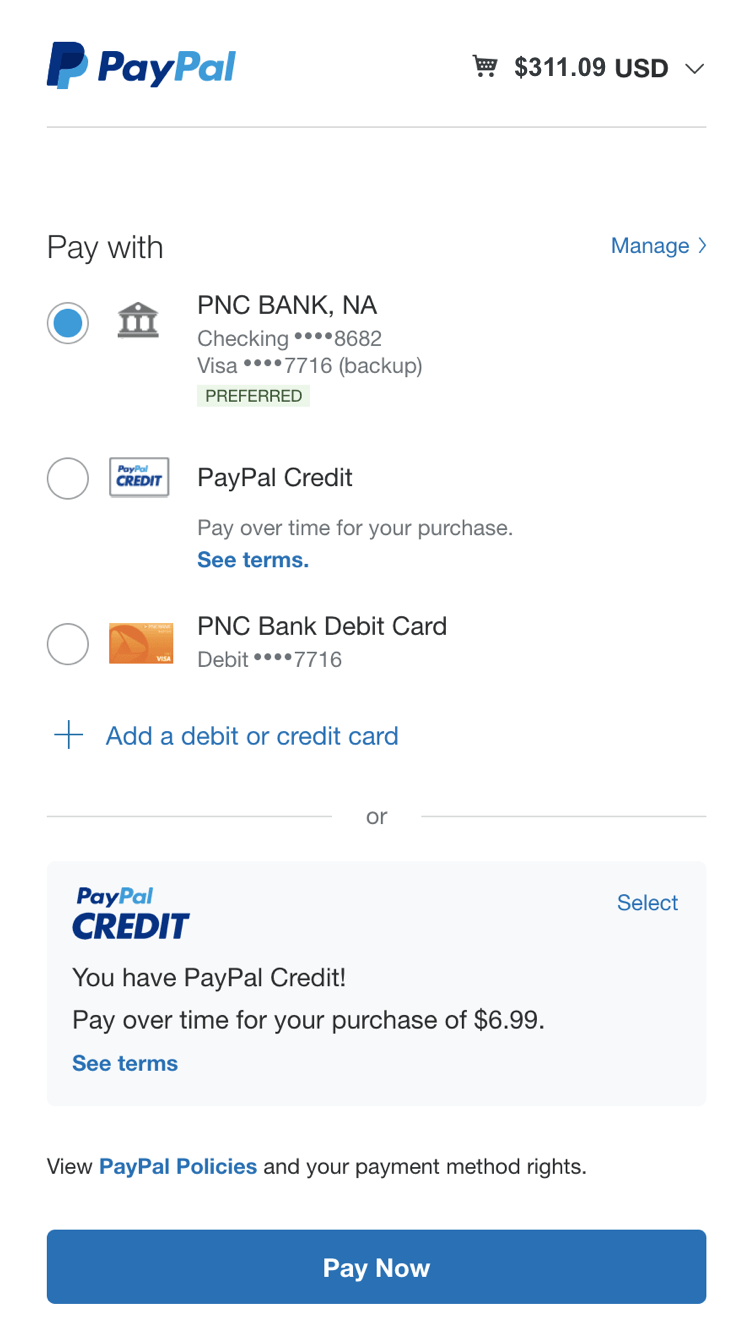 PayPal
$311.09 USD
Pay with
Manage
PNC BANK, NA
Checking ••••8682
Visa ••••7716 (backup)
PREFERRED
PayPal
CREDIT
PayPal Credit
Pay over time for your purchase.
See terms.
PNC Bank Debit Card
VISA
Debit ••••7716
Add a debit or credit card
or
PayPal
CREDIT
Select
You have PayPal Credit!
Pay over time for your purchase of $6.99.
See terms
View PayPal Policies and your payment method rights.
Pay Now